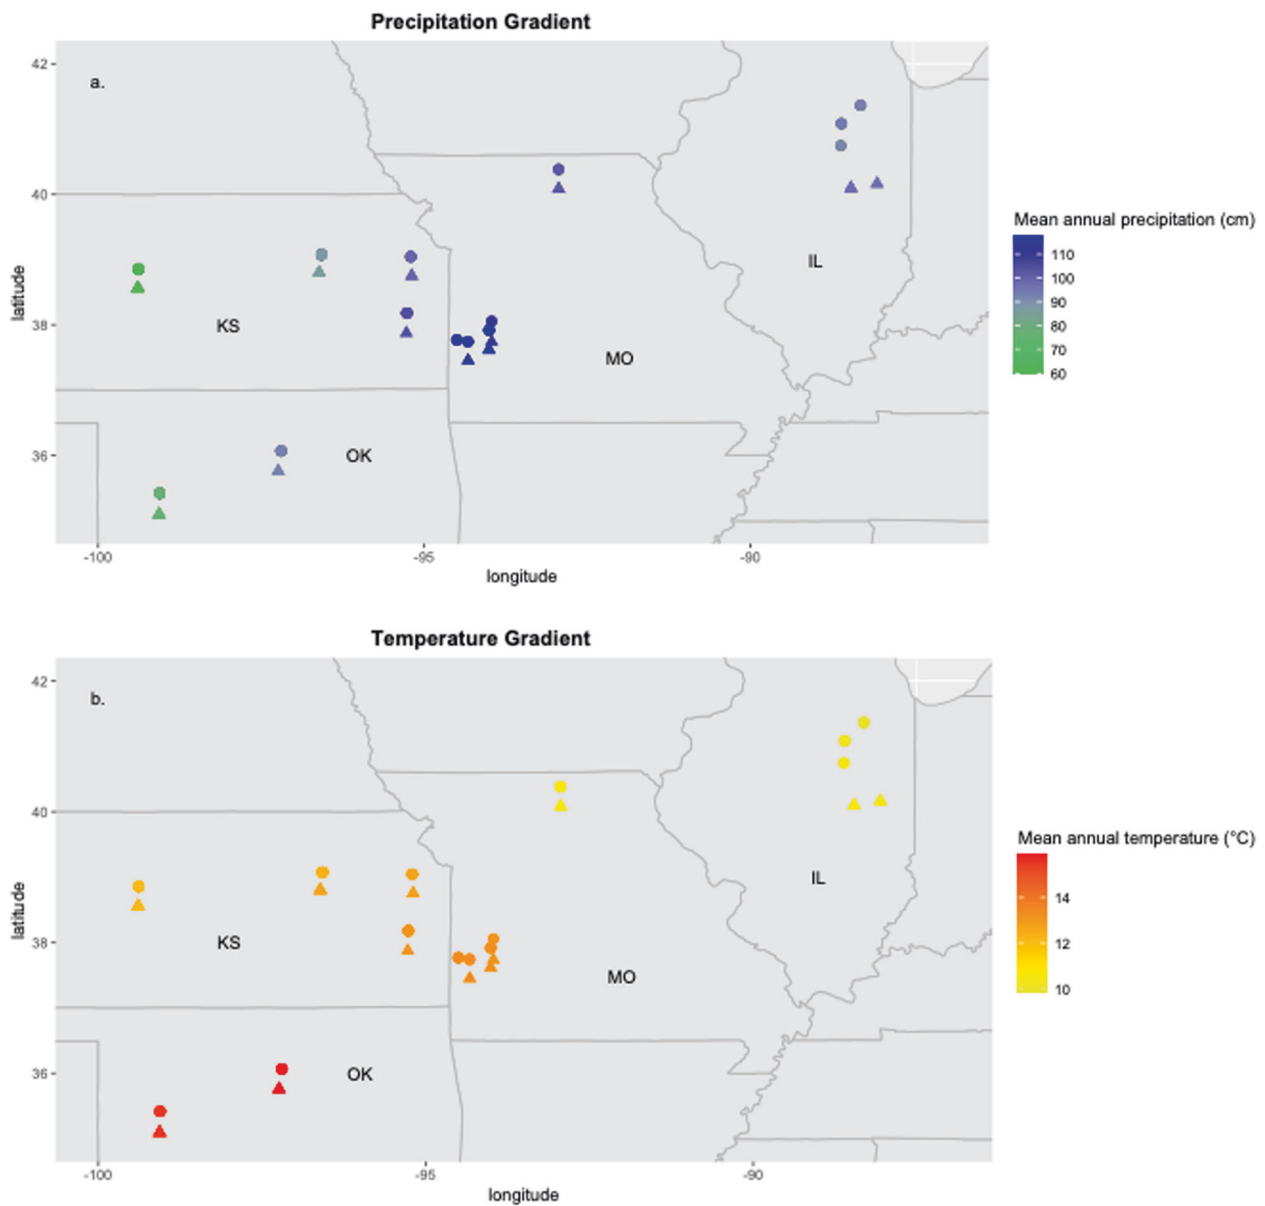 Precipitation Gradient
a.
42
40
38
36
latitude
KS
OK
MO
IL
-100
-95
-90
longitude
Mean annual precipitation (cm)
110
100
90
80
70
60
Temperature Gradient
b.
42
40
38
36
latitude
KS
OK
MO
IL
-100
-95
-90
longitude
Mean annual temperature (°C)
14
12
10